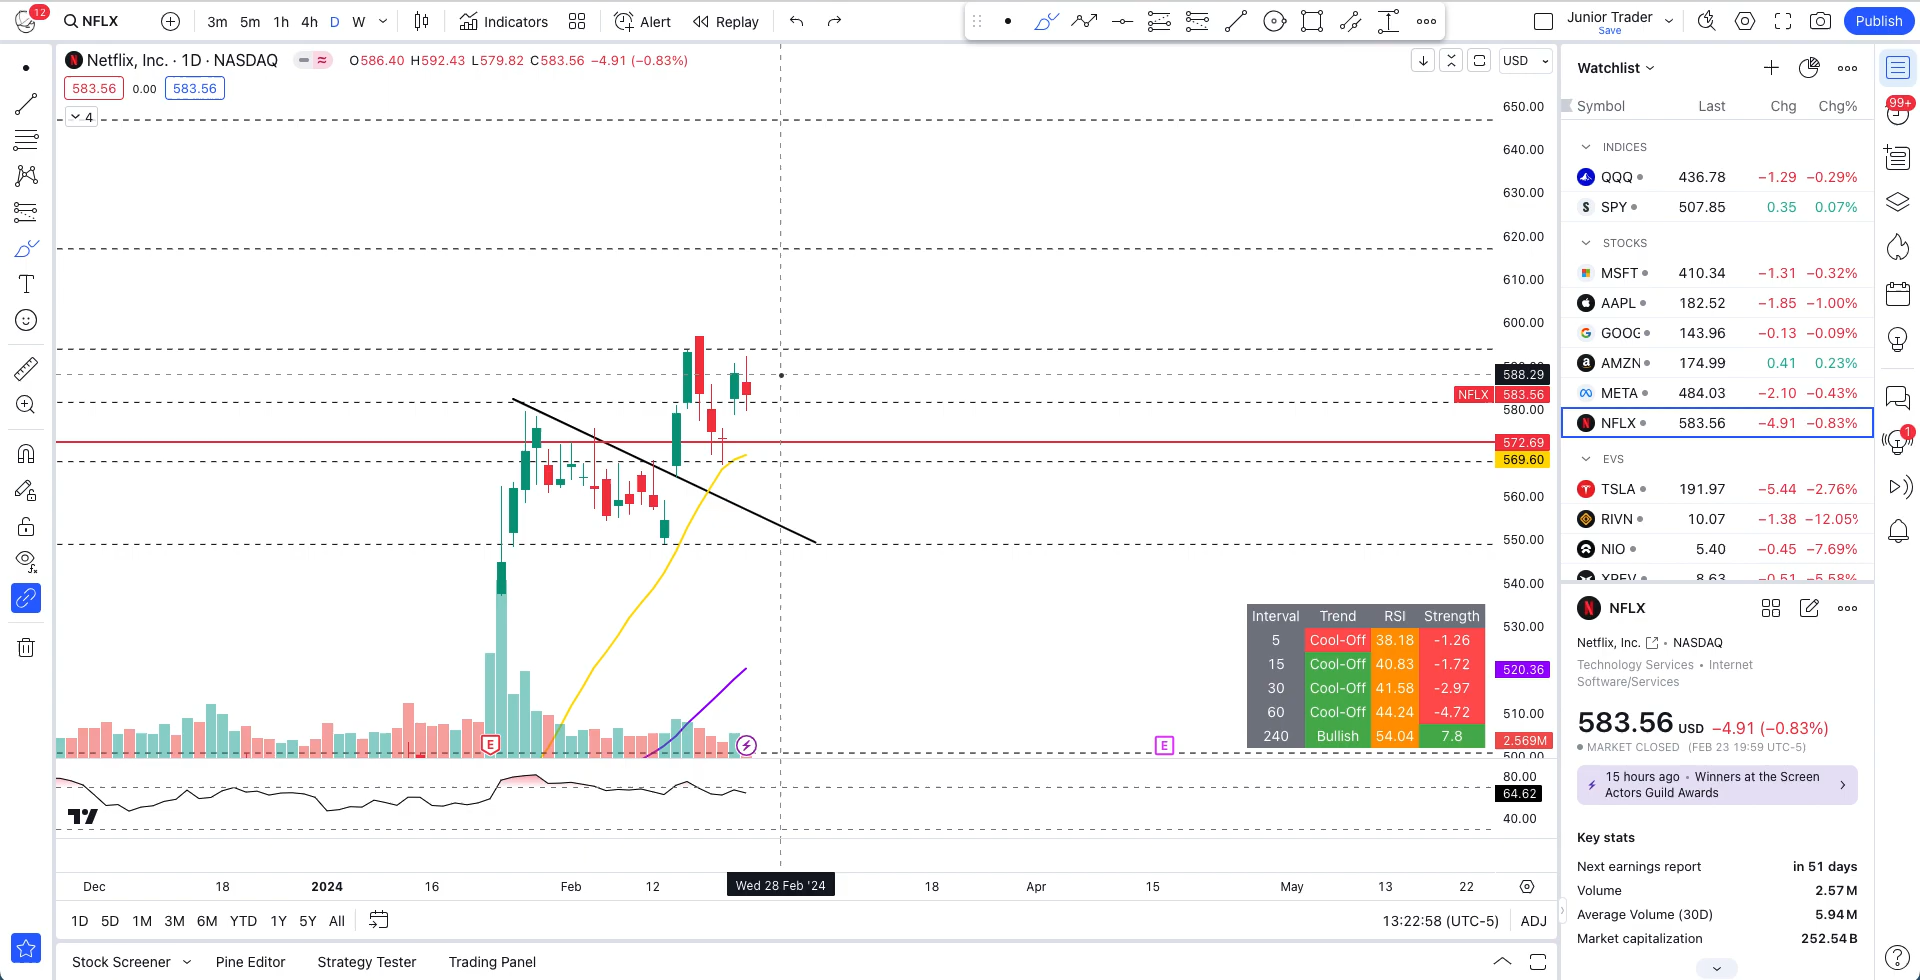 12
NFLX
3m 5m 1h 4h D W
Indicators
Alert
Replay
Junior Trader
Save
Publish
Netflix, Inc. · 1D · NASDAQ
O586.40 H592.43 L579.82 C583.56 −4.91 (−0.83%)
583.56 0.00 583.56
4
USD
650.00
640.00
630.00
620.00
610.00
600.00
588.29
NFLX 583.56
580.00
572.69
569.60
560.00
550.00
540.00
530.00
520.36
510.00
2.569M
500.00
80.00
64.62
40.00
Interval Trend RSI Strength
5 Cool-Off 38.18 -1.26
15 Cool-Off 40.83 -1.72
30 Cool-Off 41.58 -2.97
60 Cool-Off 44.24 -4.72
240 Bullish 54.04 7.8
E
E
Dec 18 2024 16 Feb 12 Wed 28 Feb '24 18 Apr 15 May 13 22
1D 5D 1M 3M 6M YTD 1Y 5Y All
13:22:58 (UTC-5) ADJ
Stock Screener Pine Editor Strategy Tester Trading Panel
Watchlist
Symbol Last Chg Chg%
INDICES
QQQ 436.78 −1.29 −0.29%
SPY 507.85 0.35 0.07%
STOCKS
MSFT 410.34 −1.31 −0.32%
AAPL 182.52 −1.85 −1.00%
GOOG 143.96 −0.13 −0.09%
AMZN 174.99 0.41 0.23%
META 484.03 −2.10 −0.43%
NFLX 583.56 −4.91 −0.83%
EVS
TSLA 191.97 −5.44 −2.76%
RIVN 10.07 −1.38 −12.05%
NIO 5.40 −0.45 −7.69%
XPEV 8.63 −0.51 −5.58%
NFLX
Netflix, Inc. • NASDAQ
Technology Services • Internet
Software/Services
583.56 USD −4.91 (−0.83%)
MARKET CLOSED (FEB 23 19:59 UTC-5)
15 hours ago • Winners at the Screen
Actors Guild Awards
Key stats
Next earnings report in 51 days
Volume 2.57M
Average Volume (30D) 5.94M
Market capitalization 252.54B
99+
1